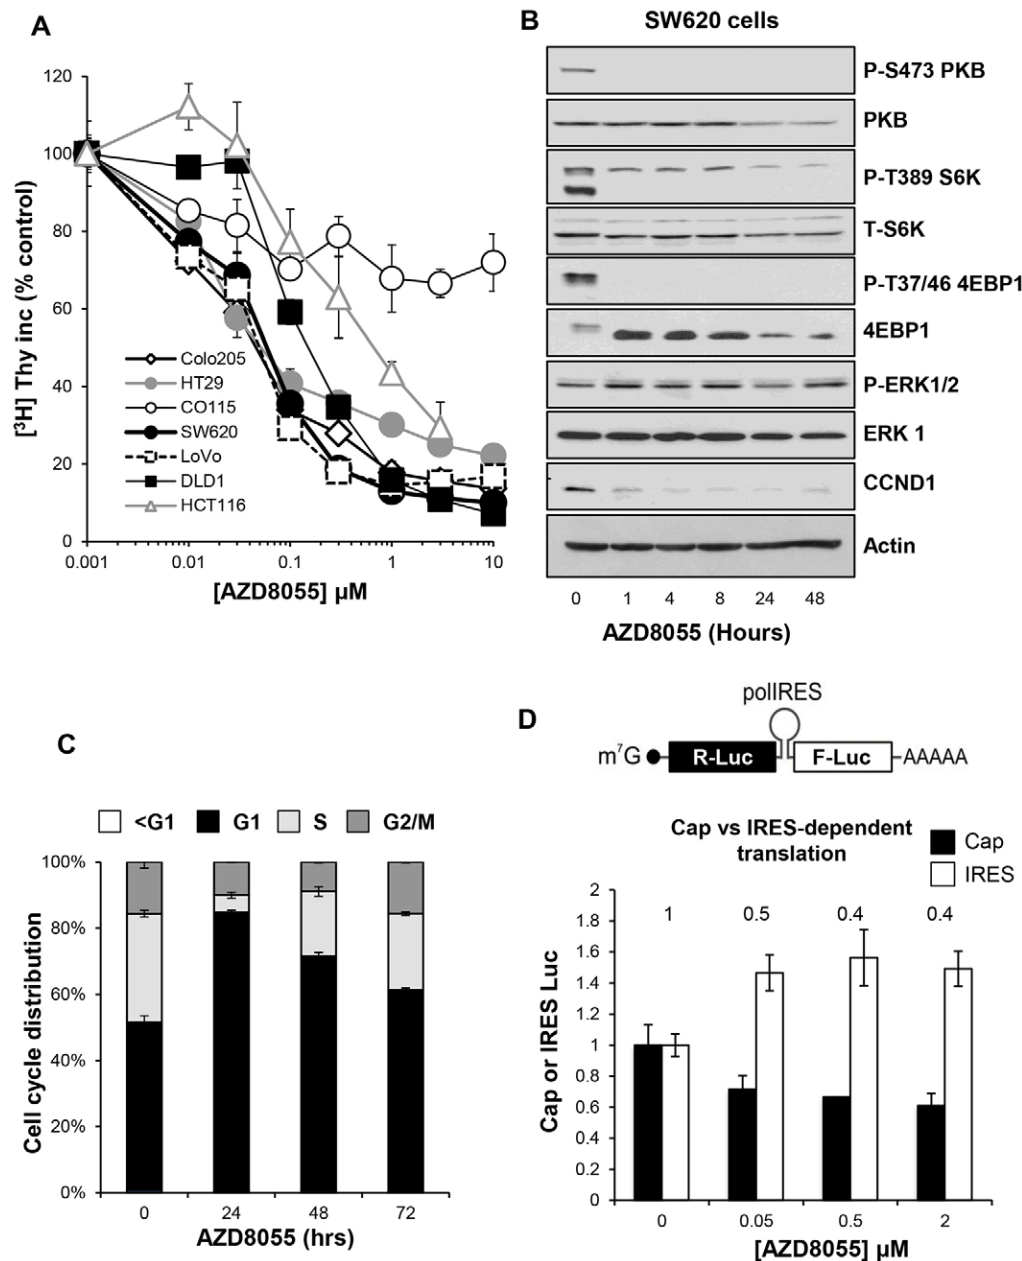 A
120
100
80
60
40
20
0
[³H] Thy inc (% control)
Colo205
HT29
CO115
SW620
LoVo
DLD1
HCT116
0.001 0.01 0.1 1 10
[AZD8055] µM
B
SW620 cells
P-S473 PKB
PKB
P-T389 S6K
T-S6K
P-T37/46 4EBP1
4EBP1
P-ERK1/2
ERK 1
CCND1
Actin
0 1 4 8 24 48
AZD8055 (Hours)
C
<G1 G1 S G2/M
100%
80%
60%
40%
20%
0%
Cell cycle distribution
0 24 48 72
AZD8055 (hrs)
D
polIRES
m⁷G R-Luc F-Luc AAAAA
Cap vs IRES-dependent
translation
Cap
IRES
2
1.8
1.6
1.4
1.2
1
0.8
0.6
0.4
0.2
0
Cap or IRES Luc
1 0.5 0.4 0.4
0 0.05 0.5 2
[AZD8055] µM